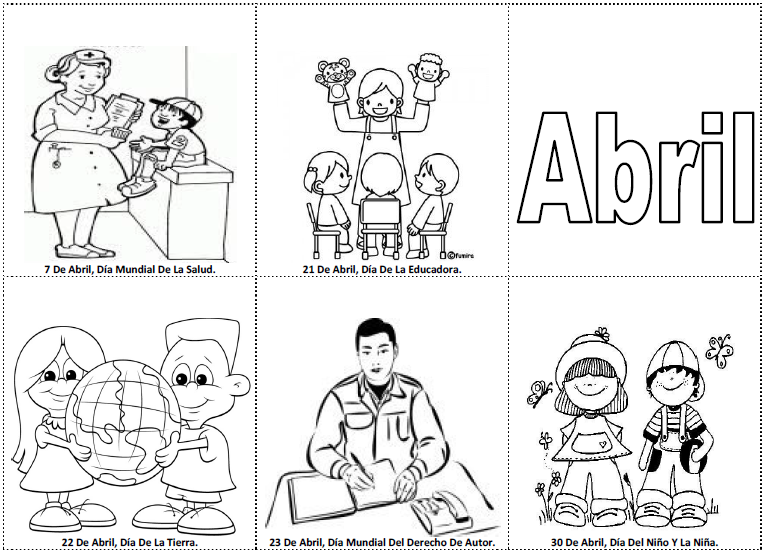 Abril
©fumira
7 De Abril, Día Mundial De La Salud.
21 De Abril, Día De La Educadora.
22 De Abril, Día De La Tierra.
23 De Abril, Día Mundial Del Derecho De Autor.
30 De Abril, Día Del Niño Y La Niña.